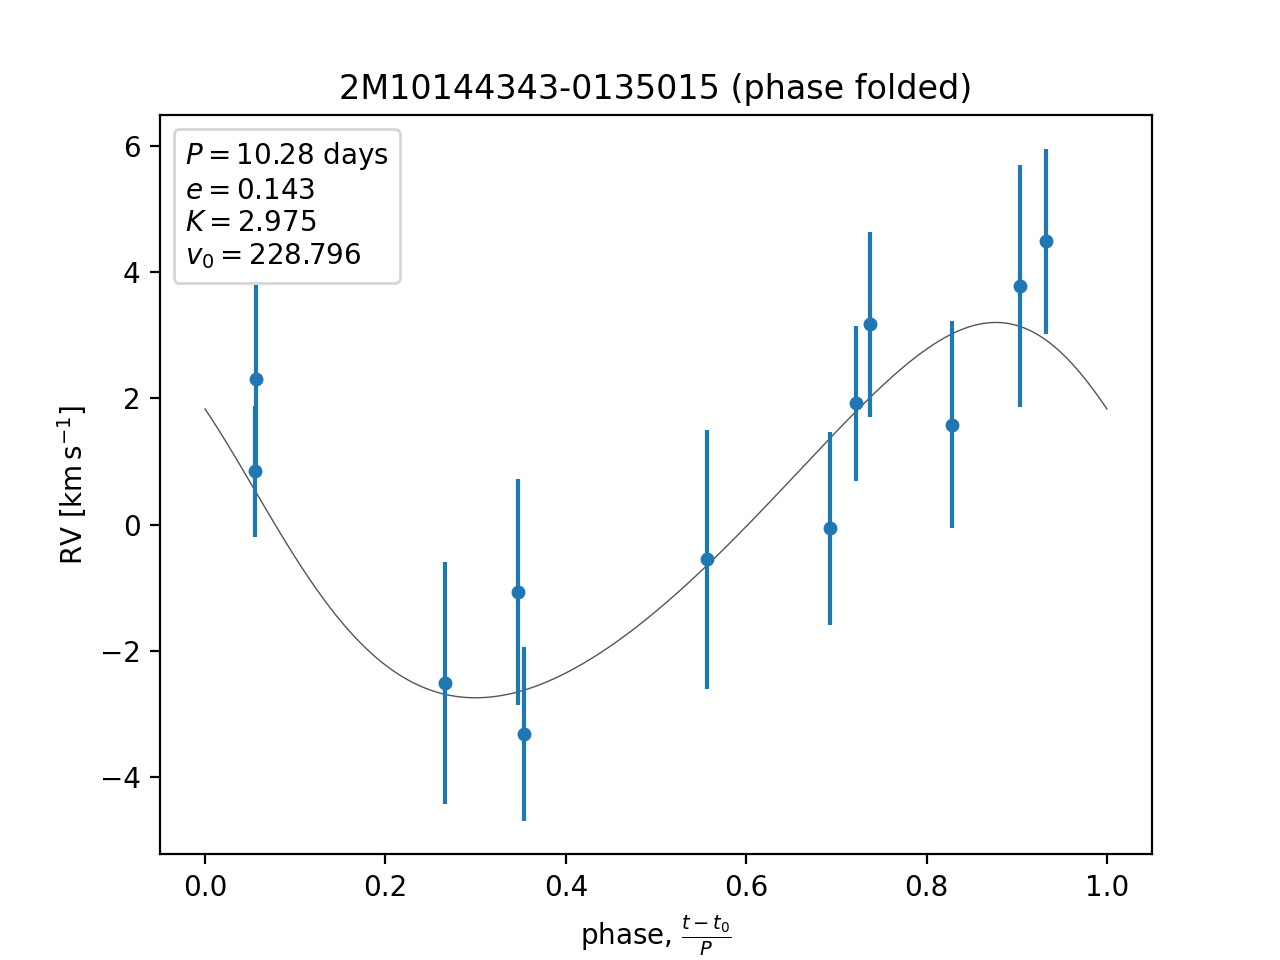 2M10144343-0135015 (phase folded)
P = 10.28 days
e = 0.143
K = 2.975
v₀ = 228.796
6
4
2
0
−2
−4
RV [km s⁻¹]
0.0 0.2 0.4 0.6 0.8 1.0
phase, (t − t₀)/P